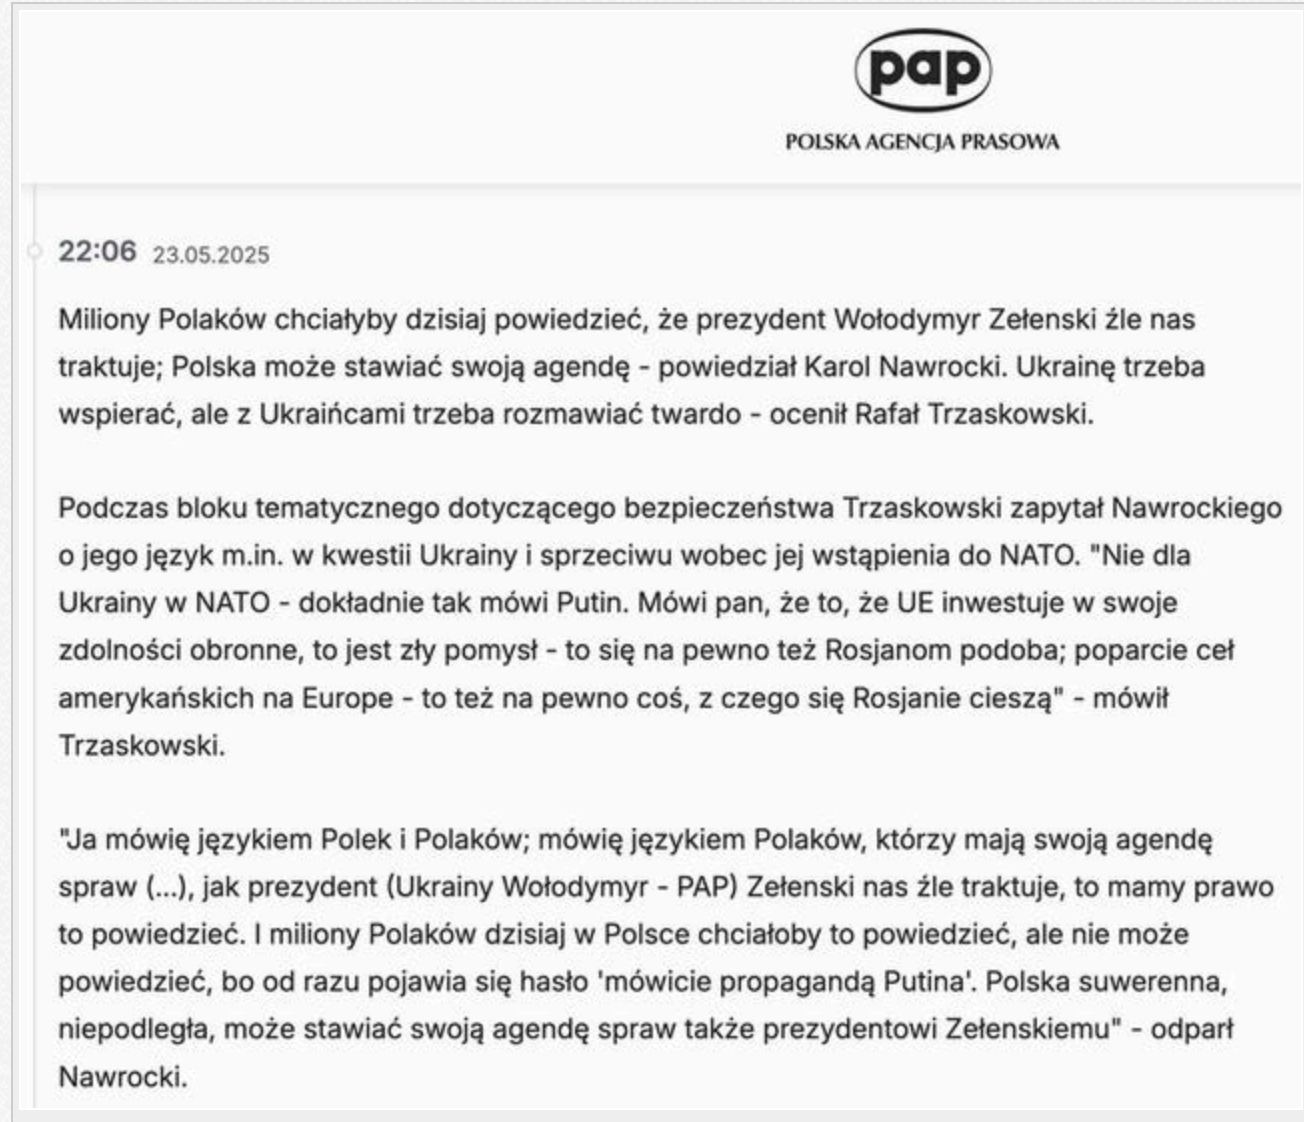 pap
POLSKA AGENCJA PRASOWA
22:06 23.05.2025
Miliony Polaków chciałyby dzisiaj powiedzieć, że prezydent Wołodymyr Zełenski źle nas
traktuje; Polska może stawiać swoją agendę - powiedział Karol Nawrocki. Ukrainę trzeba
wspierać, ale z Ukraińcami trzeba rozmawiać twardo - ocenił Rafał Trzaskowski.
Podczas bloku tematycznego dotyczącego bezpieczeństwa Trzaskowski zapytał Nawrockiego
o jego język m.in. w kwestii Ukrainy i sprzeciwu wobec jej wstąpienia do NATO. "Nie dla
Ukrainy w NATO - dokładnie tak mówi Putin. Mówi pan, że to, że UE inwestuje w swoje
zdolności obronne, to jest zły pomysł - to się na pewno też Rosjanom podoba; poparcie ceł
amerykańskich na Europe - to też na pewno coś, z czego się Rosjanie cieszą" - mówił
Trzaskowski.
"Ja mówię językiem Polek i Polaków; mówię językiem Polaków, którzy mają swoją agendę
spraw (...), jak prezydent (Ukrainy Wołodymyr - PAP) Zełenski nas źle traktuje, to mamy prawo
to powiedzieć. I miliony Polaków dzisiaj w Polsce chciałoby to powiedzieć, ale nie może
powiedzieć, bo od razu pojawia się hasło 'mówicie propagandą Putina'. Polska suwerenna,
niepodległa, może stawiać swoją agendę spraw także prezydentowi Zełenskiemu" - odparł
Nawrocki.